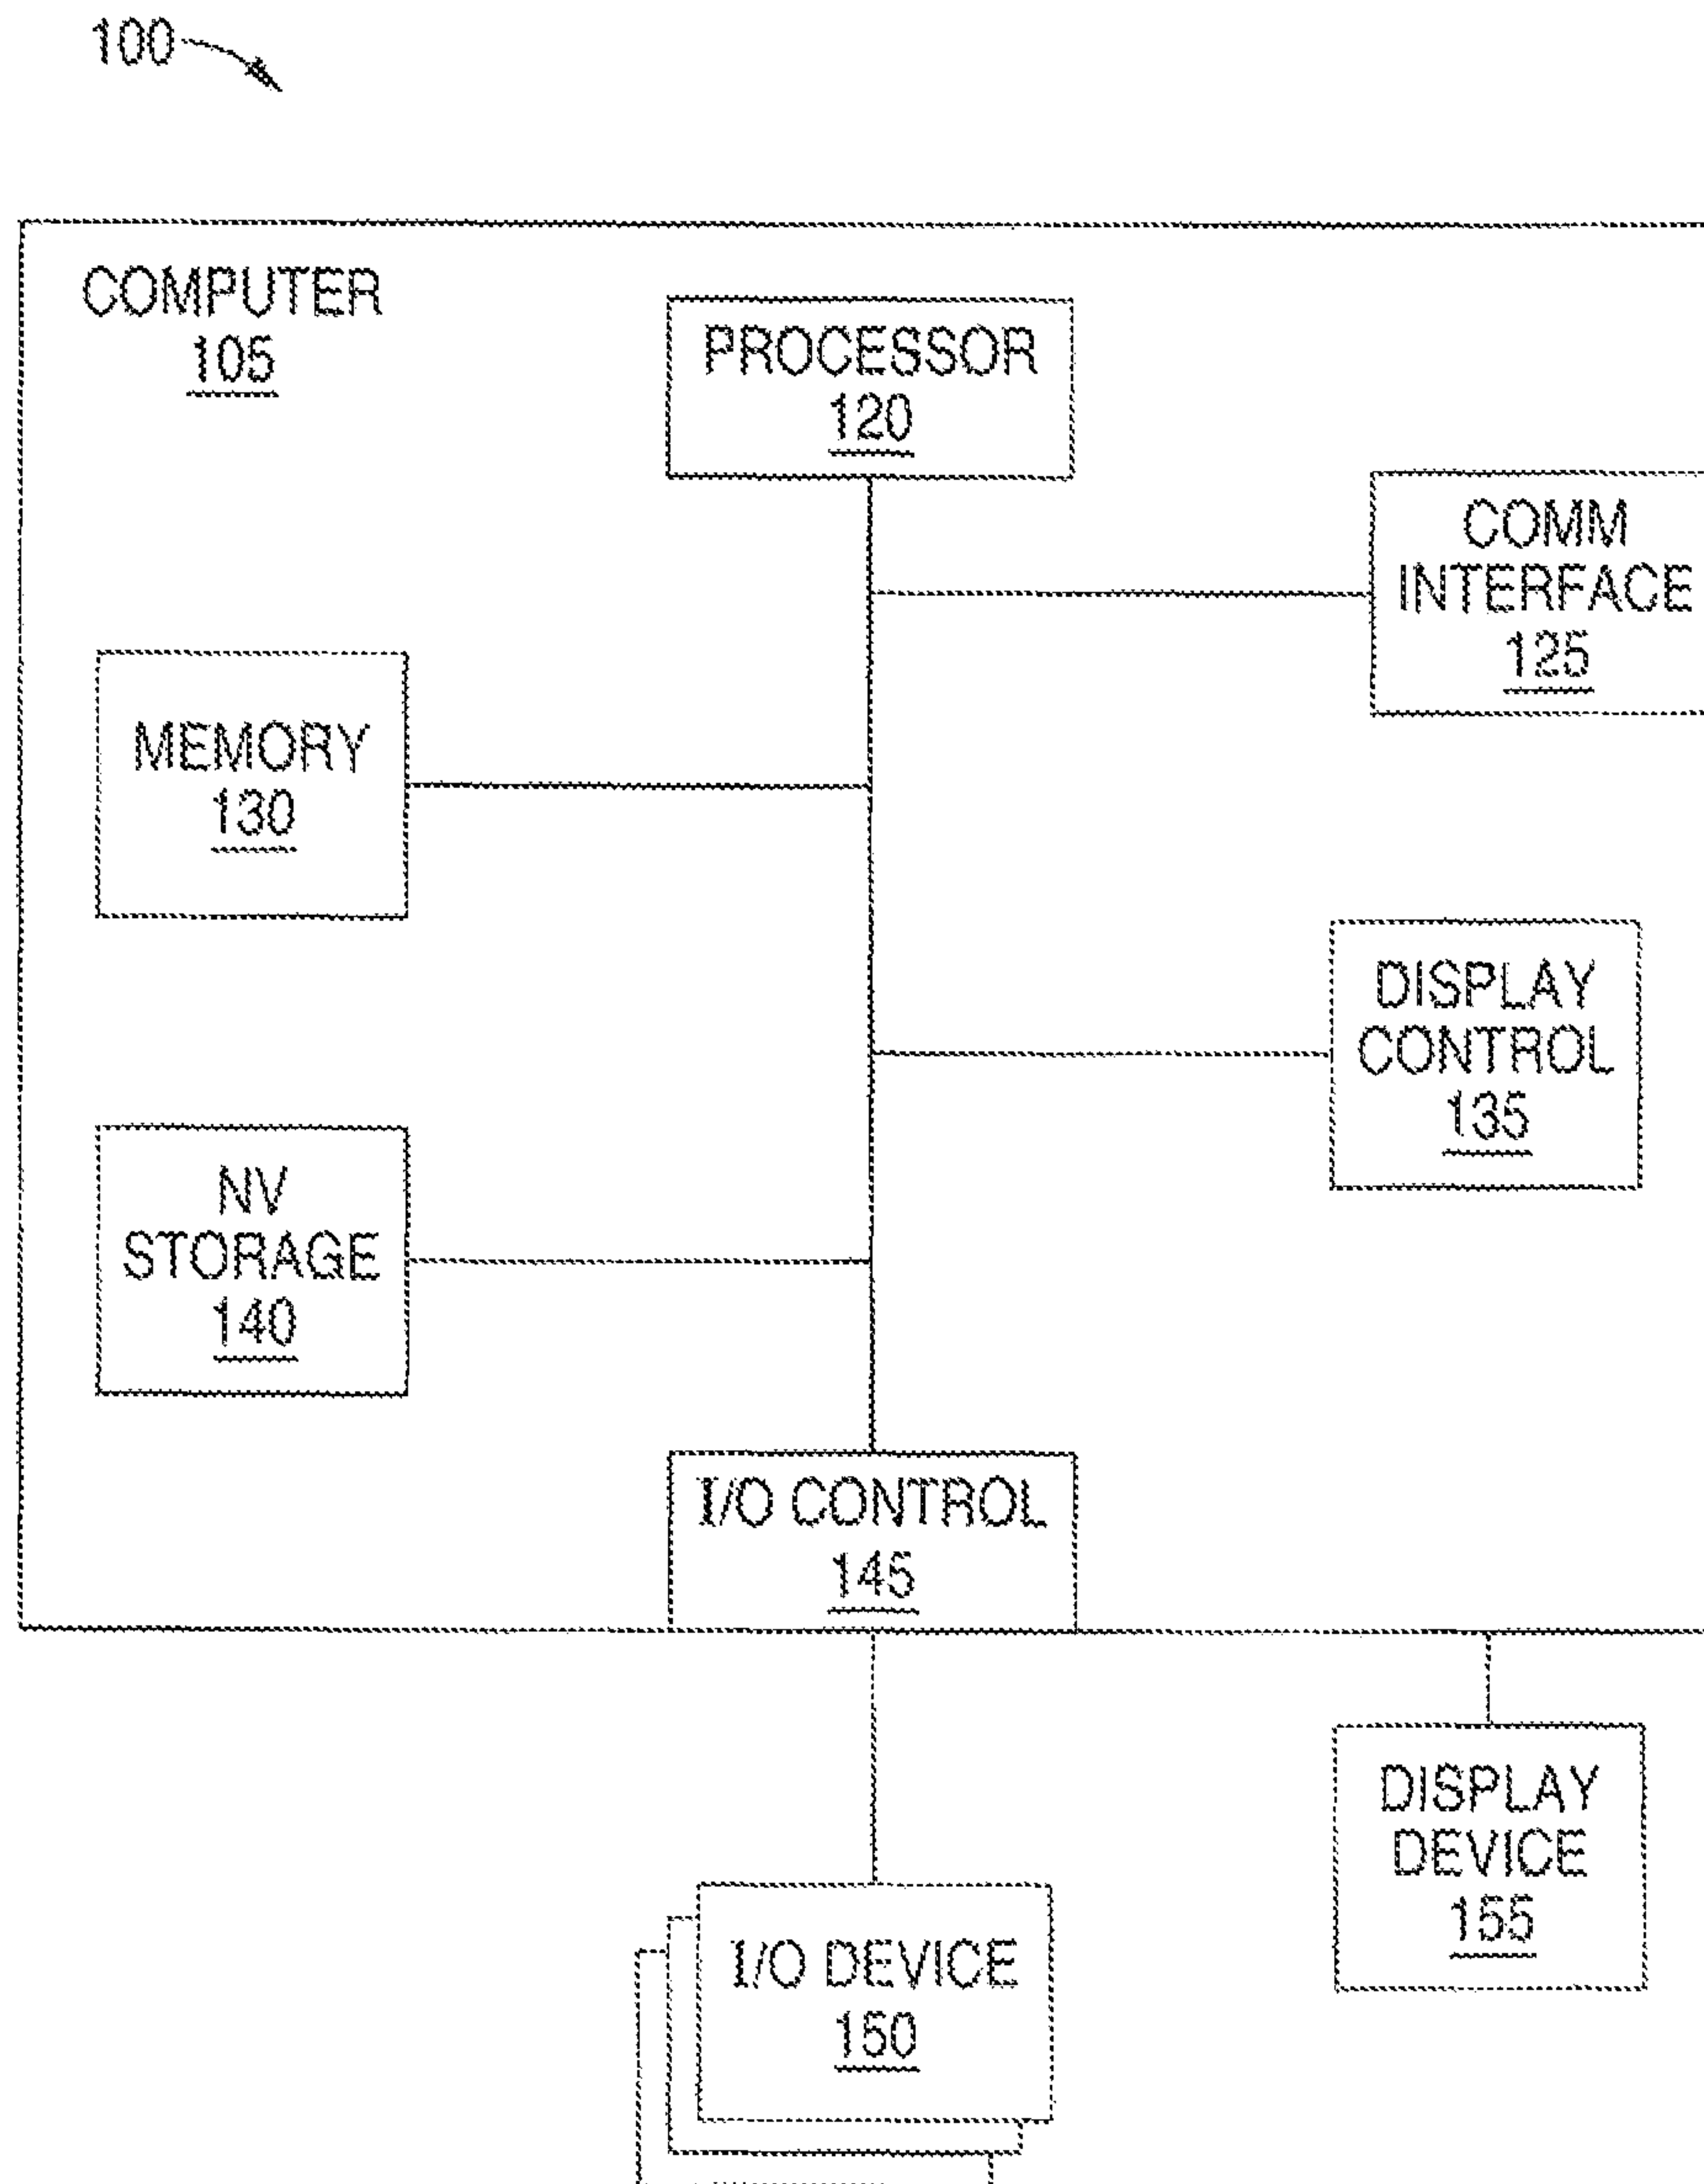 100
COMPUTER
105
PROCESSOR
120
COMM
INTERFACE
125
MEMORY
130
DISPLAY
CONTROL
135
NV
STORAGE
140
I/O CONTROL
145
DISPLAY
DEVICE
155
I/O DEVICE
150